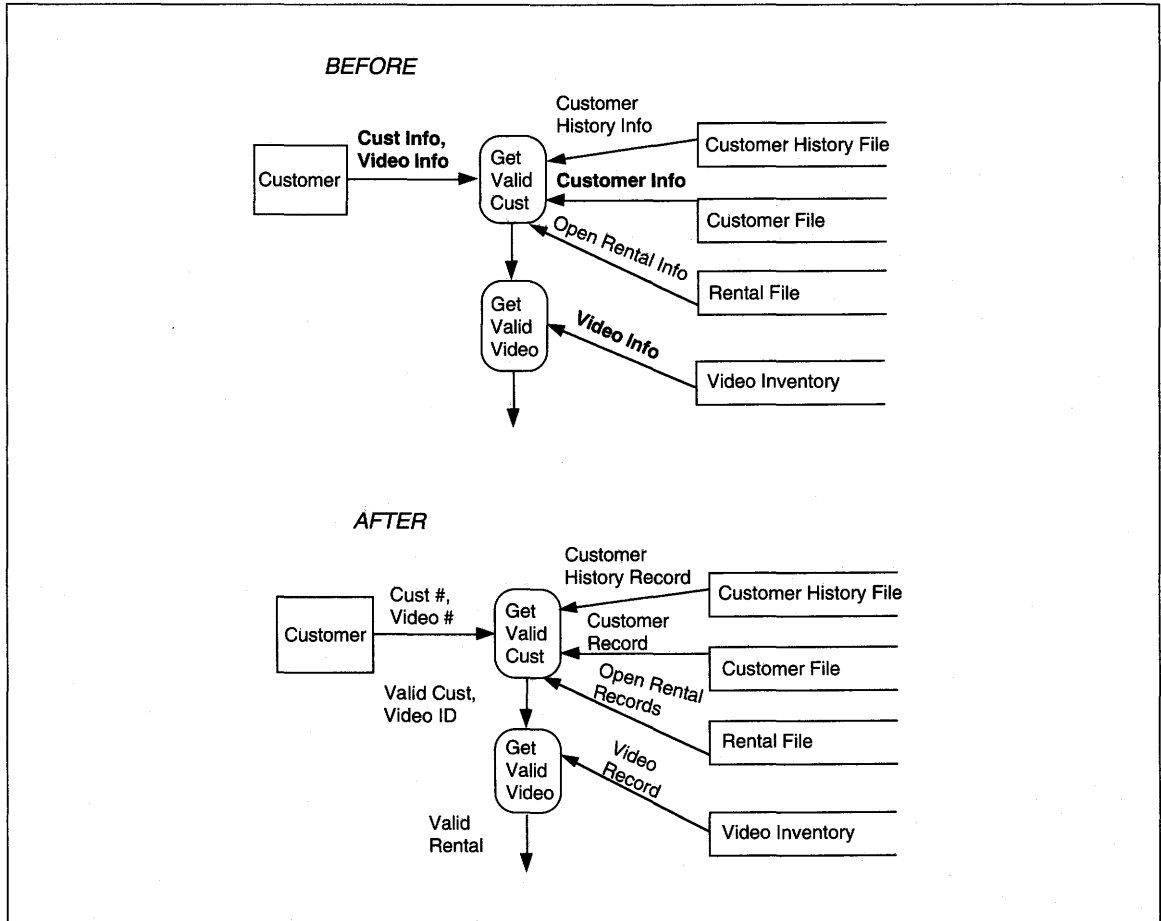 BEFORE
Customer
History Info
Customer History File
Cust Info,
Video Info
Customer
Get
Valid
Cust
Customer Info
Customer File
Open Rental Info
Rental File
Get
Valid
Video
Video Info
Video Inventory
AFTER
Customer
History Record
Customer History File
Cust #,
Video #
Customer
Get
Valid
Cust
Customer
Record
Customer File
Open Rental
Records
Rental File
Valid Cust,
Video ID
Get
Valid
Video
Video
Record
Video Inventory
Valid
Rental